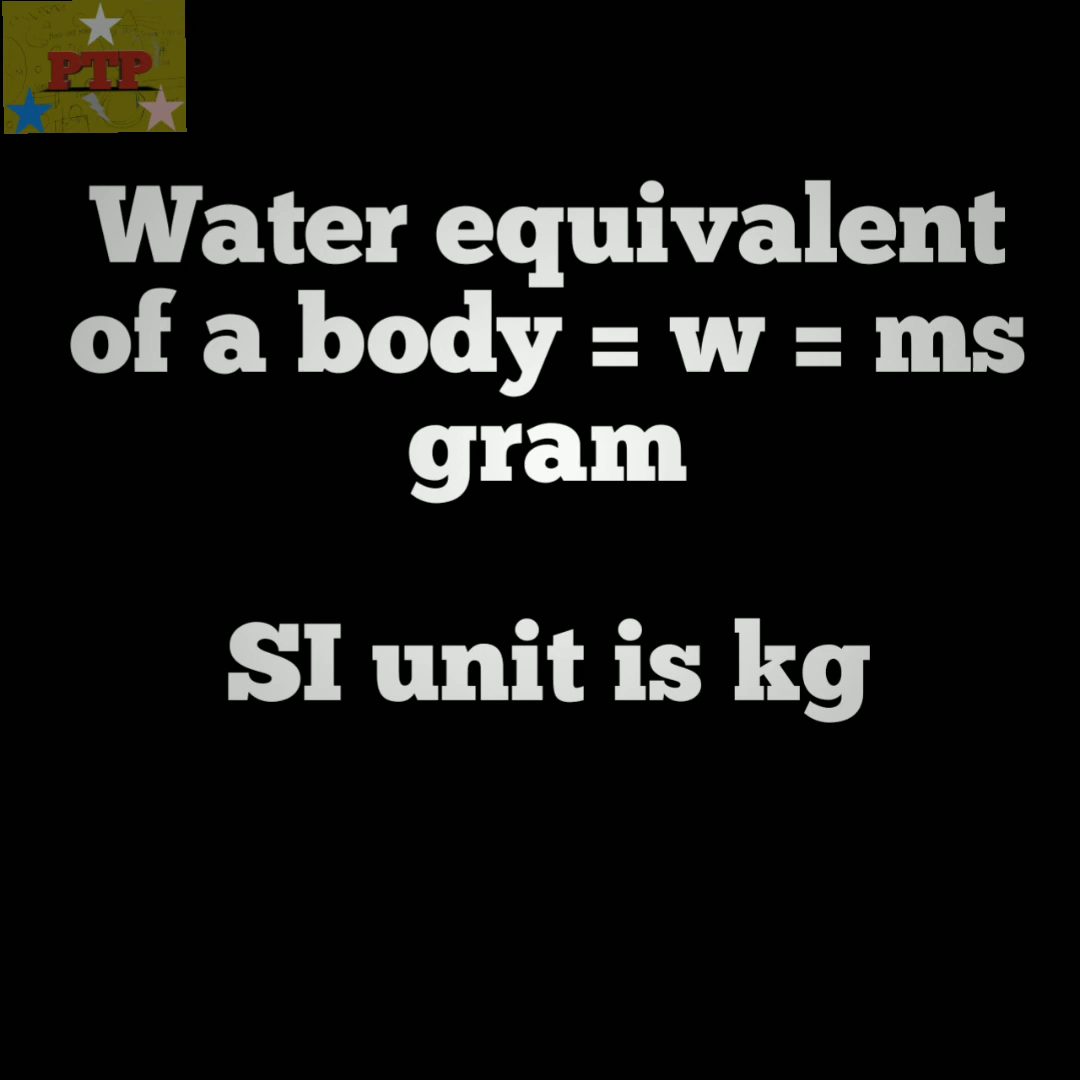 PTP
Water equivalent
of a body = w = ms
gram
SI unit is kg